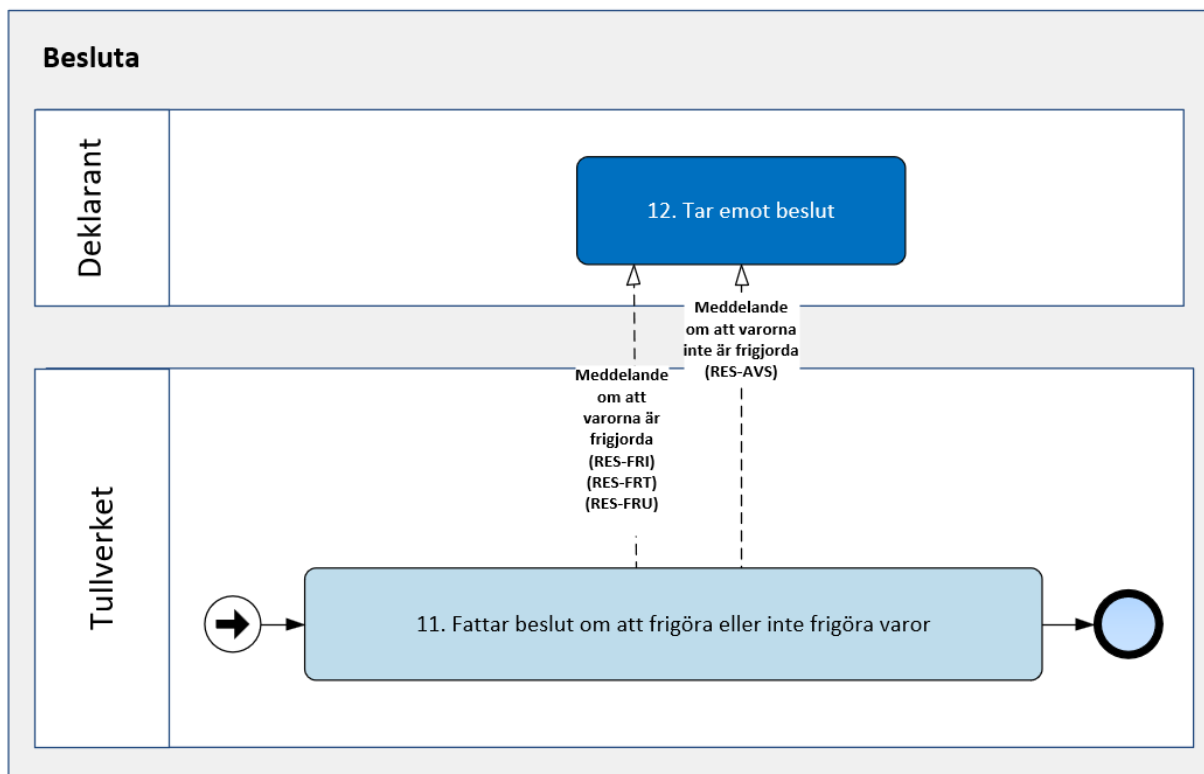 Besluta
Deklarant
12. Tar emot beslut
Meddelande
om att varorna
inte är frigjorda
(RES-AVS)
Meddelande
om att
varorna är
frigjorda
(RES-FRI)
(RES-FRT)
(RES-FRU)
Tullverket
11. Fattar beslut om att frigöra eller inte frigöra varor